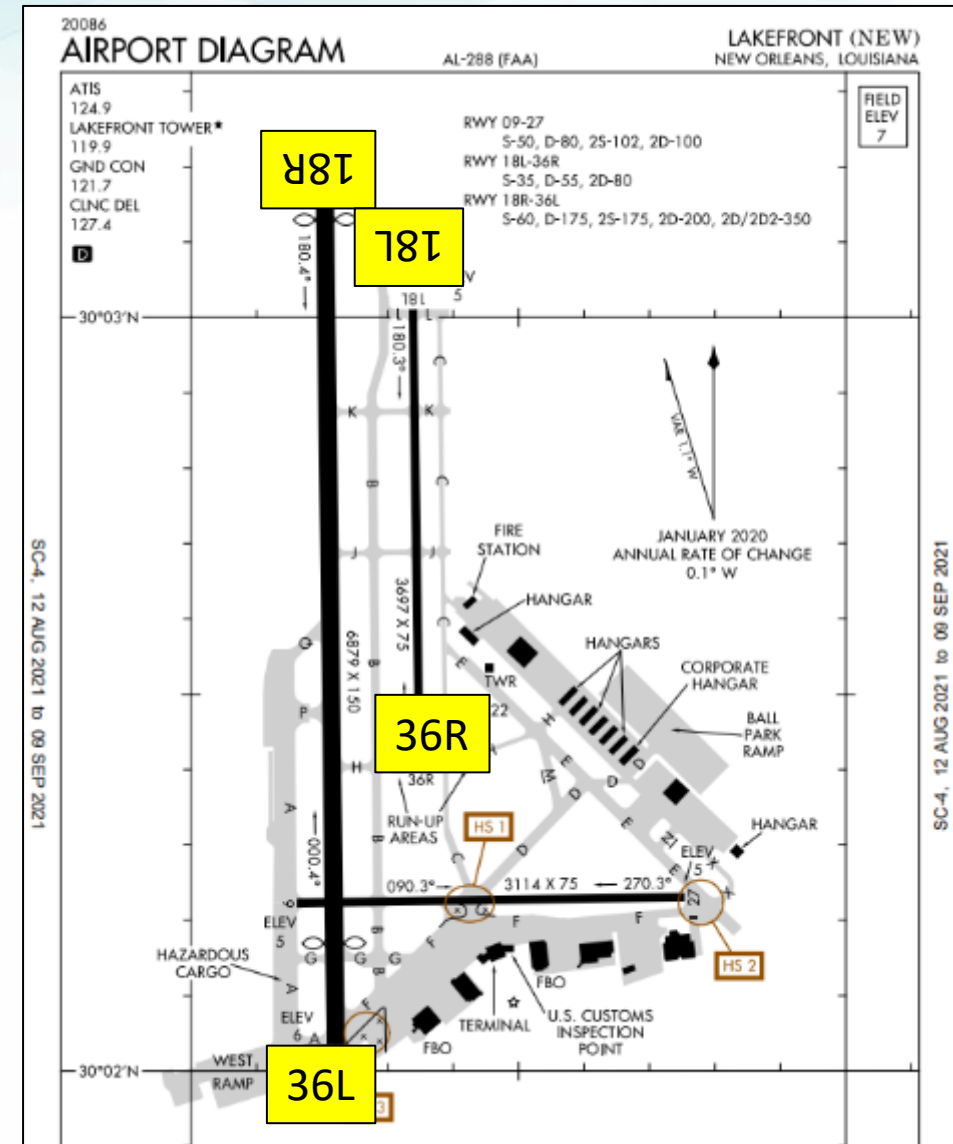 20086
AIRPORT DIAGRAM
AL-288 (FAA)
LAKEFRONT (NEW)
NEW ORLEANS, LOUISIANA
ATIS
124.9
LAKEFRONT TOWER★
119.9
GND CON
121.7
CLNC DEL
127.4
D
RWY 09-27
S-50, D-80, 2S-102, 2D-100
RWY 18L-36R
S-35, D-55, 2D-80
RWY 18R-36L
S-60, D-175, 2S-175, 2D-200, 2D/2D2-350
FIELD
ELEV
7
18R
18L
V
5
18L
180.4°
180.3°
30°03'N
L
L
C
K
K
B
C
J
J
VAR 1.1° W
JANUARY 2020
ANNUAL RATE OF CHANGE
0.1° W
FIRE
STATION
HANGAR
HANGARS
CORPORATE
HANGAR
BALL
PARK
RAMP
TWR
3697 X 75
6879 X 150
C
E
Q
B
P
22
36R
A
H
E
M
D
D
E
D
D
H
36R
RUN-UP
AREAS
HS 1
A
B
C
D
E
Z1
X
X
E
HANGAR
000.4°
090.3°
3114 X 75
270.3°
ELEV
5
9
27
ELEV
5
F
G
F
F
B
G
G
G
B
HS 2
HAZARDOUS
CARGO
A
F
ELEV
6
A
FBO
TERMINAL
FBO
U.S. CUSTOMS
INSPECTION
POINT
30°02'N
WEST
RAMP
36L
3
SC-4, 12 AUG 2021 to 09 SEP 2021
SC-4, 12 AUG 2021 to 09 SEP 2021